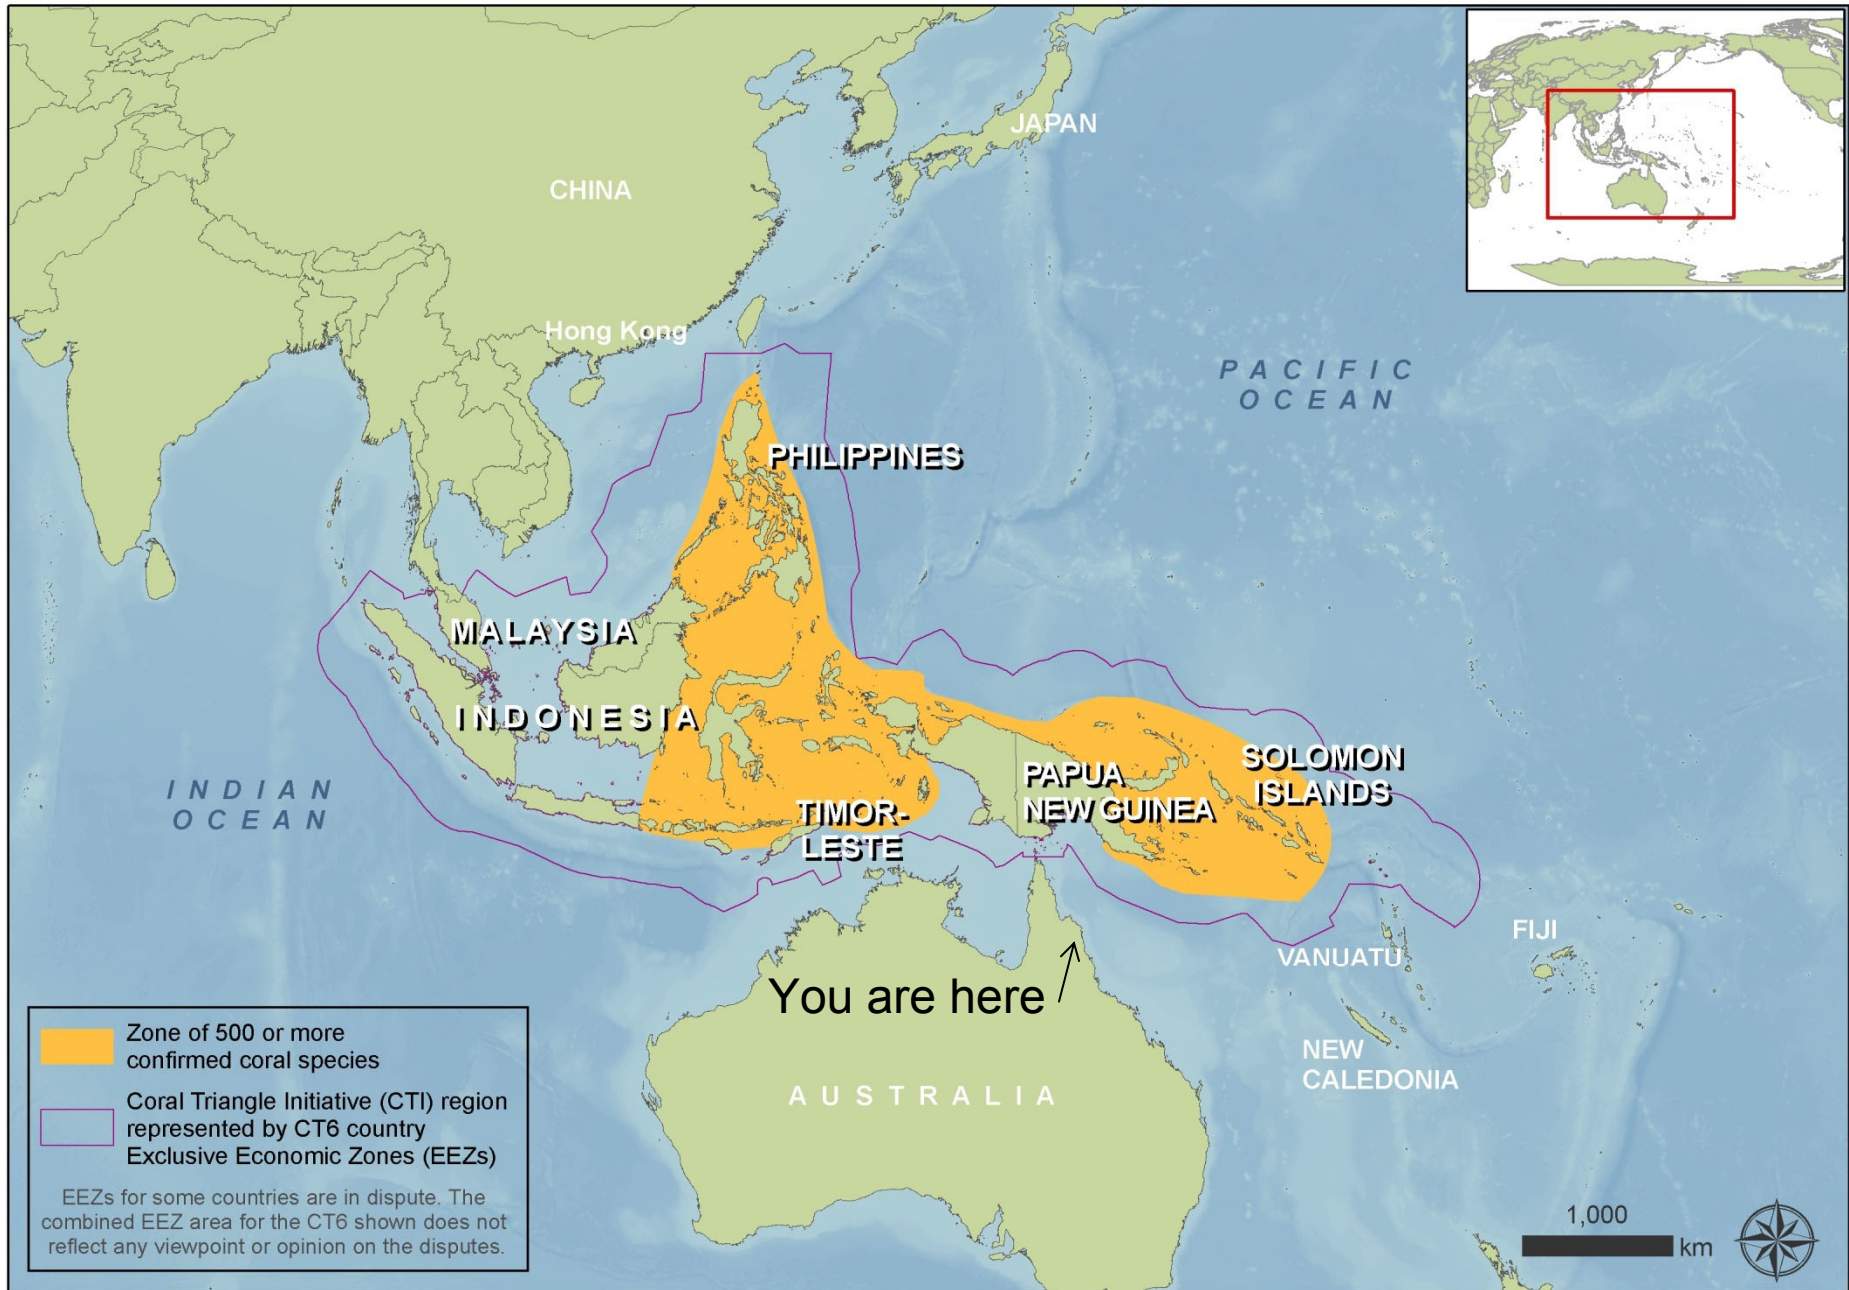 JAPAN
CHINA
Hong Kong
PACIFIC
OCEAN
PHILIPPINES
MALAYSIA
INDONESIA
SOLOMON
ISLANDS
PAPUA
NEW GUINEA
INDIAN
OCEAN
TIMOR-
LESTE
FIJI
VANUATU
You are here
NEW
CALEDONIA
AUSTRALIA
Zone of 500 or more
confirmed coral species
Coral Triangle Initiative (CTI) region
represented by CT6 country
Exclusive Economic Zones (EEZs)
EEZs for some countries are in dispute. The
combined EEZ area for the CT6 shown does not
reflect any viewpoint or opinion on the disputes.
1,000
km